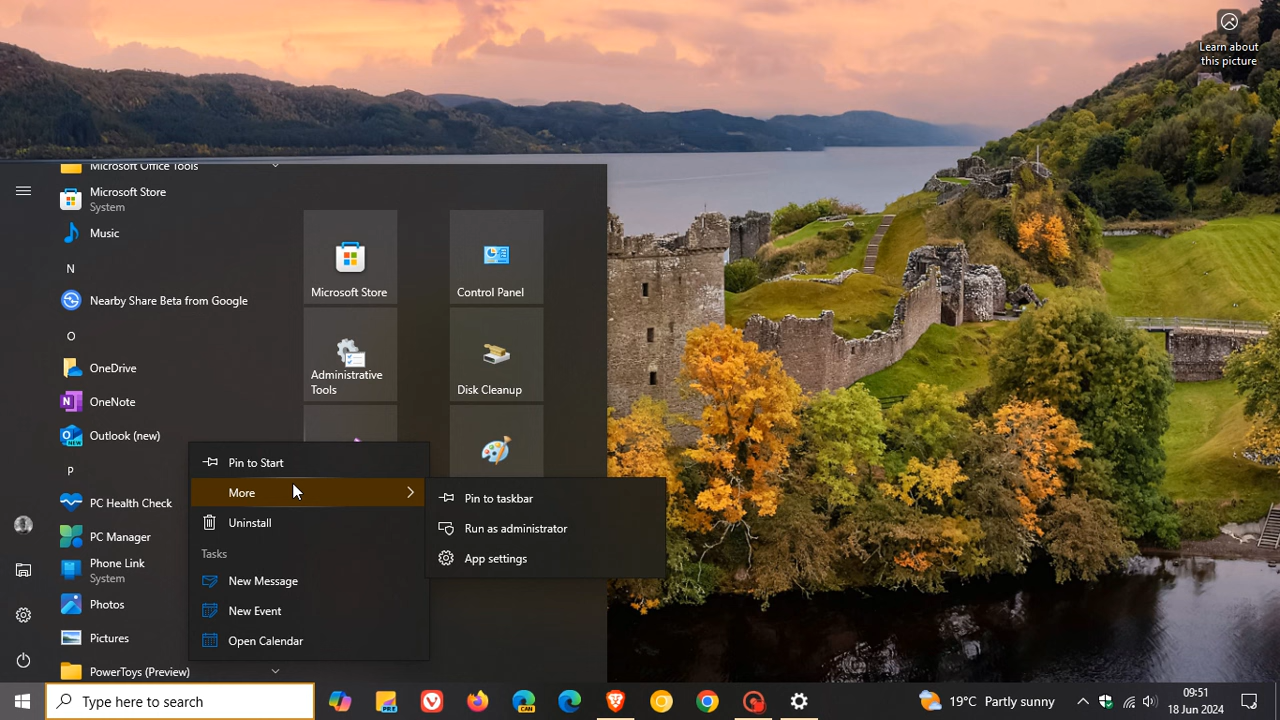 Learn about
this picture
Microsoft Office Tools
Microsoft Store
System
Music
N
Nearby Share Beta from Google
O
OneDrive
OneNote
Outlook (new)
P
PC Health Check
PC Manager
Phone Link
System
Photos
Pictures
PowerToys (Preview)
Microsoft Store
Control Panel
Administrative
Tools
Disk Cleanup
Pin to Start
More
Uninstall
Tasks
New Message
New Event
Open Calendar
Pin to taskbar
Run as administrator
App settings
Type here to search
PRE
CAN
19°C Partly sunny
09:51
18 Jun 2024